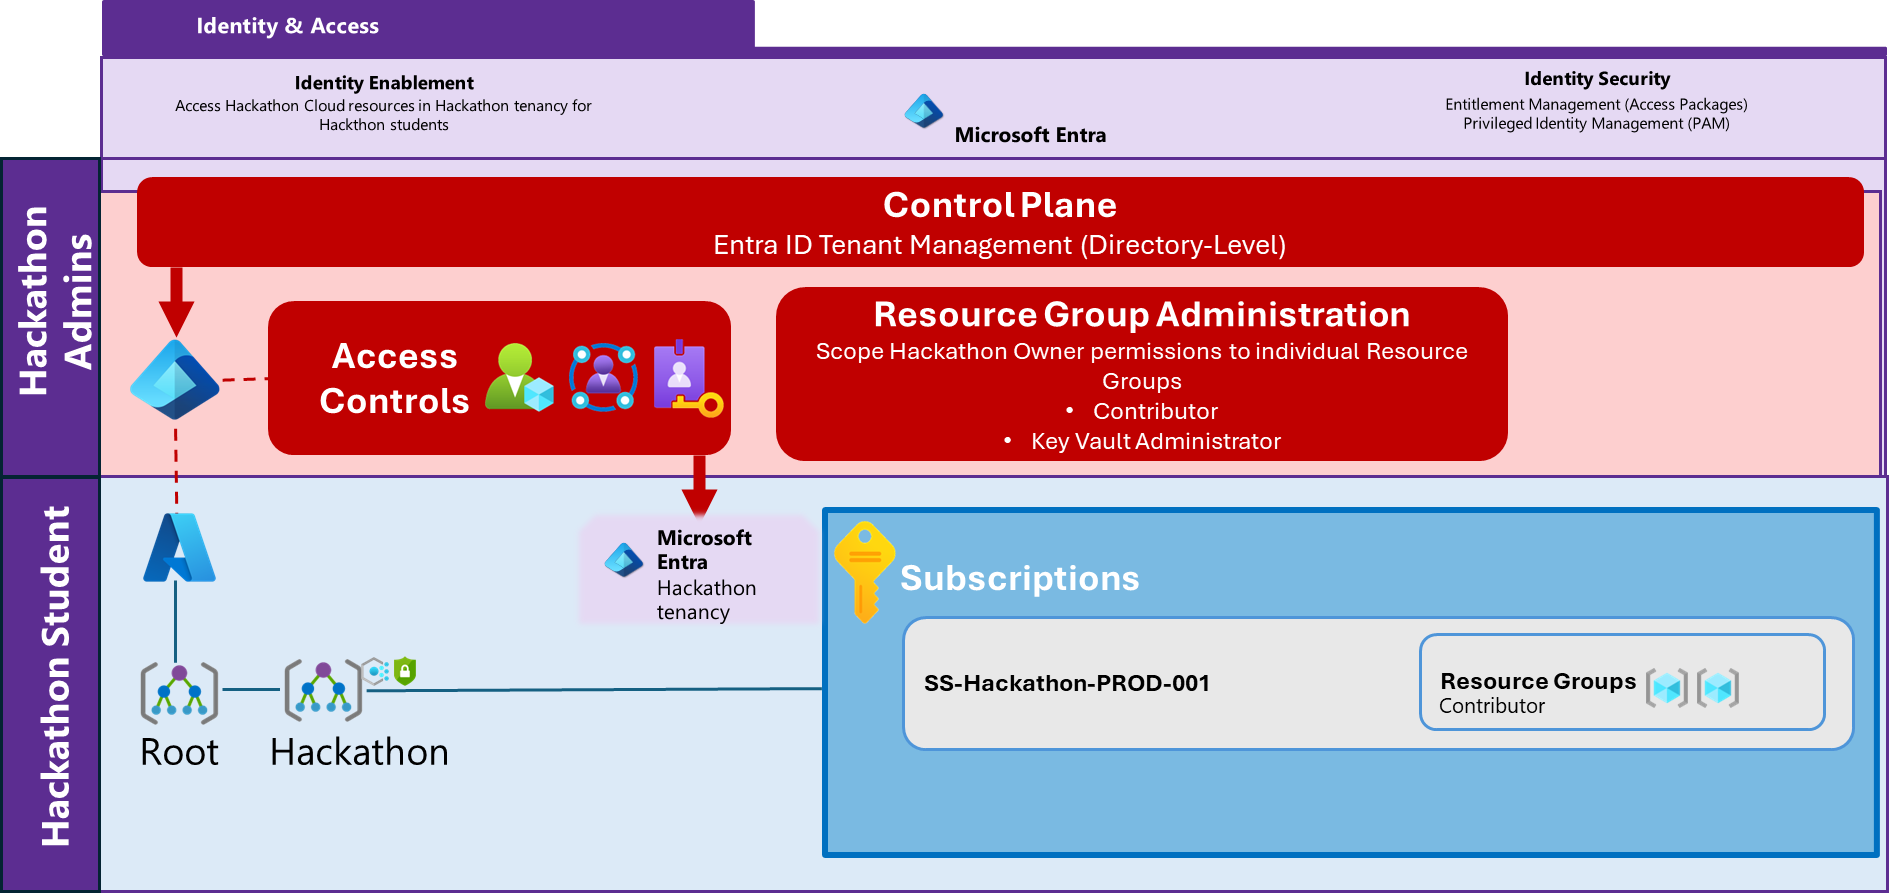 Identity & Access
Identity Enablement
Access Hackathon Cloud resources in Hackathon tenancy for
Hackthon students
Microsoft Entra
Identity Security
Entitlement Management (Access Packages)
Privileged Identity Management (PAM)
Hackathon
Admins
Control Plane
Entra ID Tenant Management (Directory-Level)
Access
Controls
Resource Group Administration
Scope Hackathon Owner permissions to individual Resource
Groups
• Contributor
• Key Vault Administrator
Hackathon Student
Microsoft
Entra
Hackathon
tenancy
Subscriptions
SS-Hackathon-PROD-001
Resource Groups
Contributor
Root
Hackathon